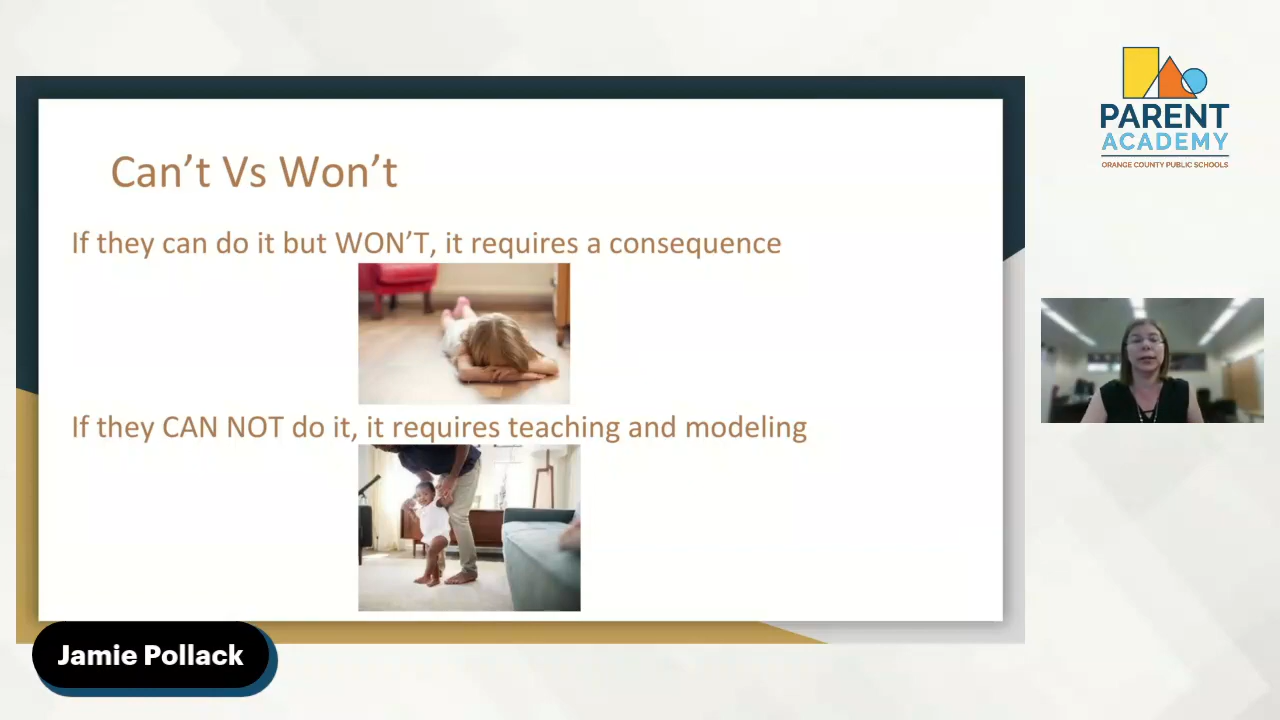 Can’t Vs Won’t
If they can do it but WON’T, it requires a consequence
If they CAN NOT do it, it requires teaching and modeling
Jamie Pollack
PARENT
ACADEMY
ORANGE COUNTY PUBLIC SCHOOLS